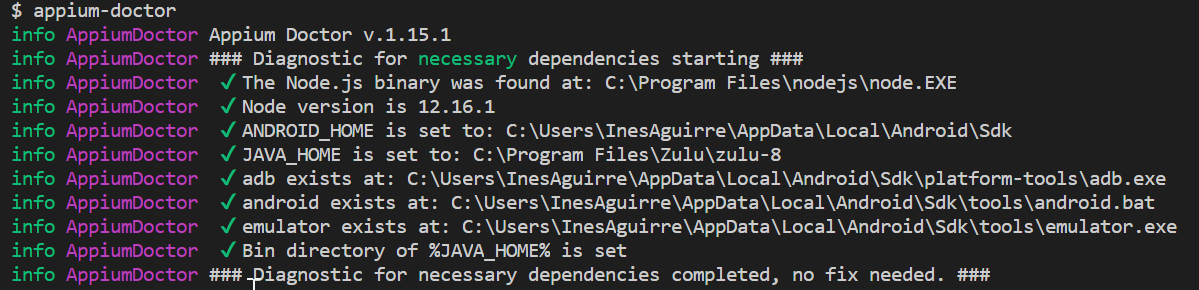 $ appium-doctor
info AppiumDoctor Appium Doctor v.1.15.1
info AppiumDoctor ### Diagnostic for necessary dependencies starting ###
info AppiumDoctor ✔ The Node.js binary was found at: C:\Program Files\nodejs\node.EXE
info AppiumDoctor ✔ Node version is 12.16.1
info AppiumDoctor ✔ ANDROID_HOME is set to: C:\Users\InesAguirre\AppData\Local\Android\Sdk
info AppiumDoctor ✔ JAVA_HOME is set to: C:\Program Files\Zulu\zulu-8
info AppiumDoctor ✔ adb exists at: C:\Users\InesAguirre\AppData\Local\Android\Sdk\platform-tools\adb.exe
info AppiumDoctor ✔ android exists at: C:\Users\InesAguirre\AppData\Local\Android\Sdk\tools\android.bat
info AppiumDoctor ✔ emulator exists at: C:\Users\InesAguirre\AppData\Local\Android\Sdk\tools\emulator.exe
info AppiumDoctor ✔ Bin directory of %JAVA_HOME% is set
info AppiumDoctor ### Diagnostic for necessary dependencies completed, no fix needed. ###